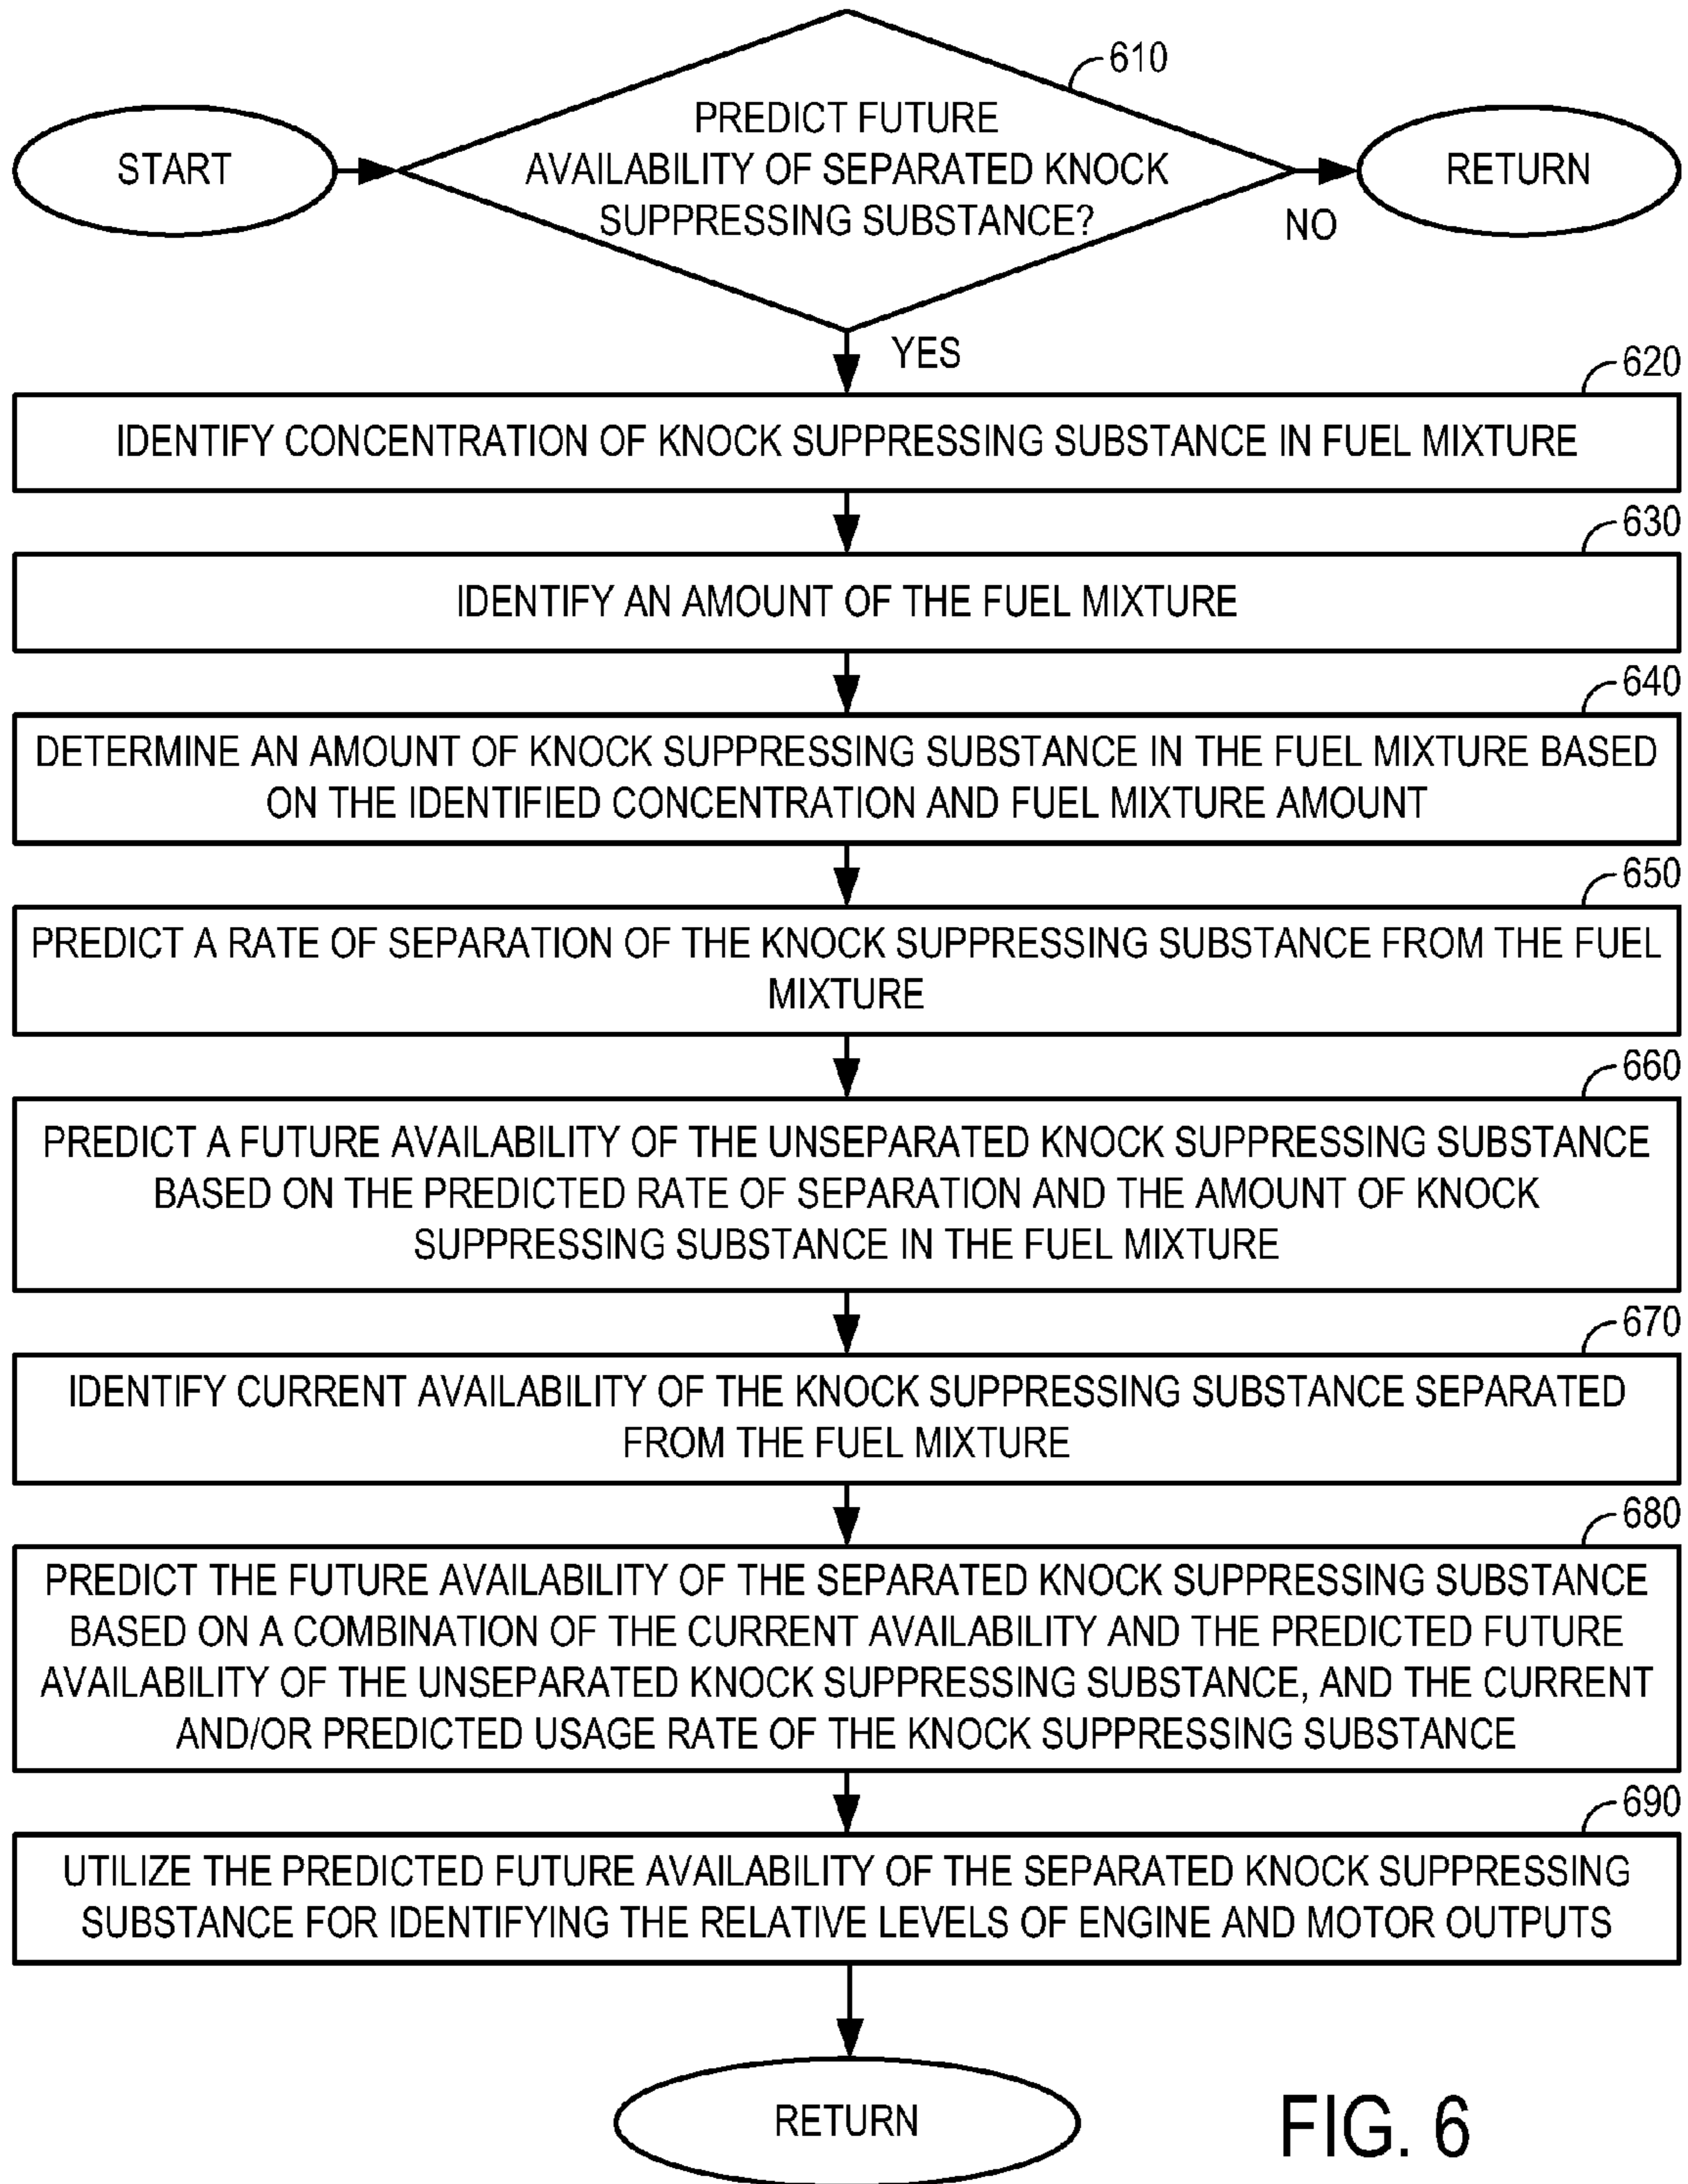 610
PREDICT FUTURE
AVAILABILITY OF SEPARATED KNOCK
SUPPRESSING SUBSTANCE?
START
RETURN
NO
YES
620
IDENTIFY CONCENTRATION OF KNOCK SUPPRESSING SUBSTANCE IN FUEL MIXTURE
630
IDENTIFY AN AMOUNT OF THE FUEL MIXTURE
640
DETERMINE AN AMOUNT OF KNOCK SUPPRESSING SUBSTANCE IN THE FUEL MIXTURE BASED
ON THE IDENTIFIED CONCENTRATION AND FUEL MIXTURE AMOUNT
650
PREDICT A RATE OF SEPARATION OF THE KNOCK SUPPRESSING SUBSTANCE FROM THE FUEL
MIXTURE
660
PREDICT A FUTURE AVAILABILITY OF THE UNSEPARATED KNOCK SUPPRESSING SUBSTANCE
BASED ON THE PREDICTED RATE OF SEPARATION AND THE AMOUNT OF KNOCK
SUPPRESSING SUBSTANCE IN THE FUEL MIXTURE
670
IDENTIFY CURRENT AVAILABILITY OF THE KNOCK SUPPRESSING SUBSTANCE SEPARATED
FROM THE FUEL MIXTURE
680
PREDICT THE FUTURE AVAILABILITY OF THE SEPARATED KNOCK SUPPRESSING SUBSTANCE
BASED ON A COMBINATION OF THE CURRENT AVAILABILITY AND THE PREDICTED FUTURE
AVAILABILITY OF THE UNSEPARATED KNOCK SUPPRESSING SUBSTANCE, AND THE CURRENT
AND/OR PREDICTED USAGE RATE OF THE KNOCK SUPPRESSING SUBSTANCE
690
UTILIZE THE PREDICTED FUTURE AVAILABILITY OF THE SEPARATED KNOCK SUPPRESSING
SUBSTANCE FOR IDENTIFYING THE RELATIVE LEVELS OF ENGINE AND MOTOR OUTPUTS
RETURN
FIG. 6